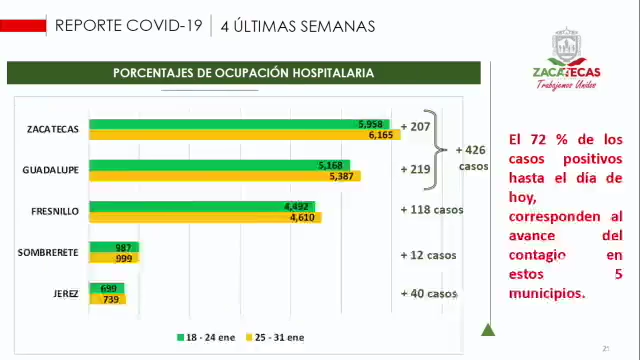 REPORTE COVID-19 | 4 ÚLTIMAS SEMANAS
ZACATECAS
Trabajemos Unidos
PORCENTAJES DE OCUPACIÓN HOSPITALARIA
ZACATECAS 5,958 + 207
6,165
GUADALUPE 5,168 + 219
5,387
+ 426
casos
FRESNILLO 4,492 + 118 casos
4,610
SOMBRERETE 987 + 12 casos
999
JEREZ 699 + 40 casos
739
18 - 24 ene 25 - 31 ene
El 72 % de los
casos positivos
hasta el día de
hoy,
corresponden al
avance del
contagio en
estos 5
municipios.
21